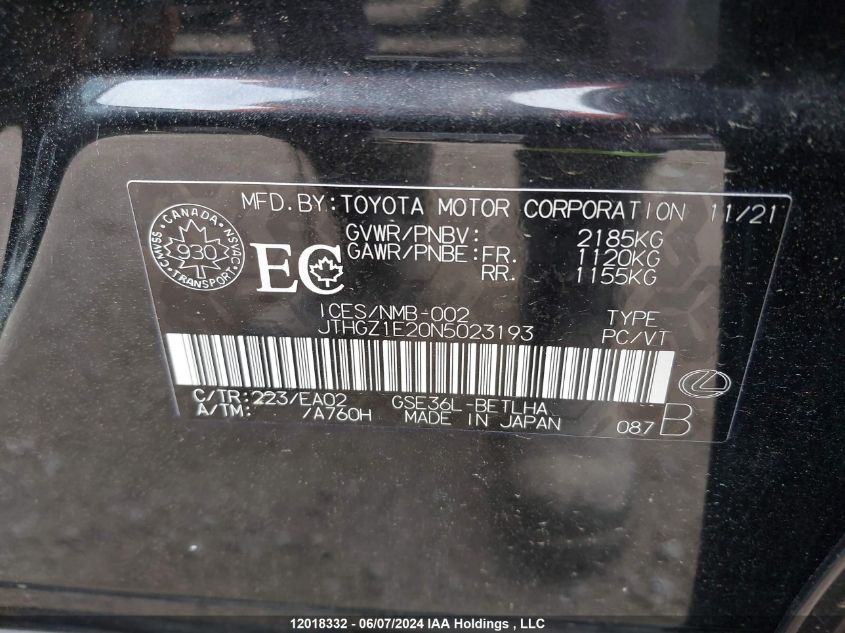 MFD.BY:TOYOTA MOTOR CORPORATION 11/21
GVWR/PNBV: 2185KG
GAWR/PNBE:FR. 1120KG
RR. 1155KG
CANADA
CMVSS 930 NSVAC
TRANSPORT
EC
ICES/NMB-002 TYPE
JTHGZ1E20N5023193 PC/VT
C/TR:223/EA02 GSE36L-BETLHA
A/TM: /A760H MADE IN JAPAN 087 B
12018332 - 06/07/2024 IAA Holdings , LLC